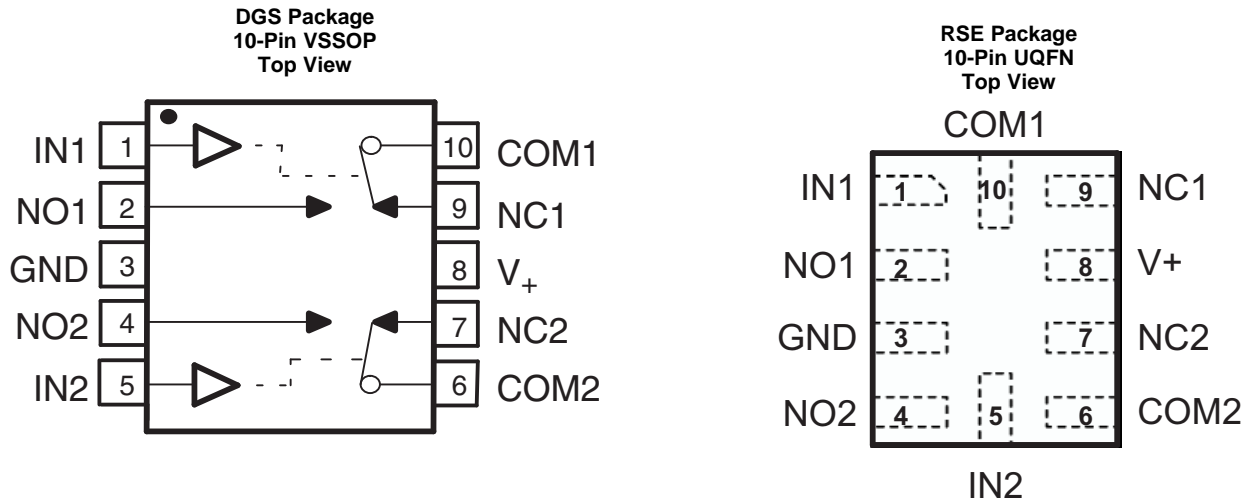 DGS Package
10-Pin VSSOP
Top View
IN1 1 10 COM1
NO1 2 9 NC1
GND 3 8 V+
NO2 4 7 NC2
IN2 5 6 COM2
RSE Package
10-Pin UQFN
Top View
COM1
IN1 1 10 9 NC1
NO1 2 8 V+
GND 3 7 NC2
NO2 4 5 6 COM2
IN2